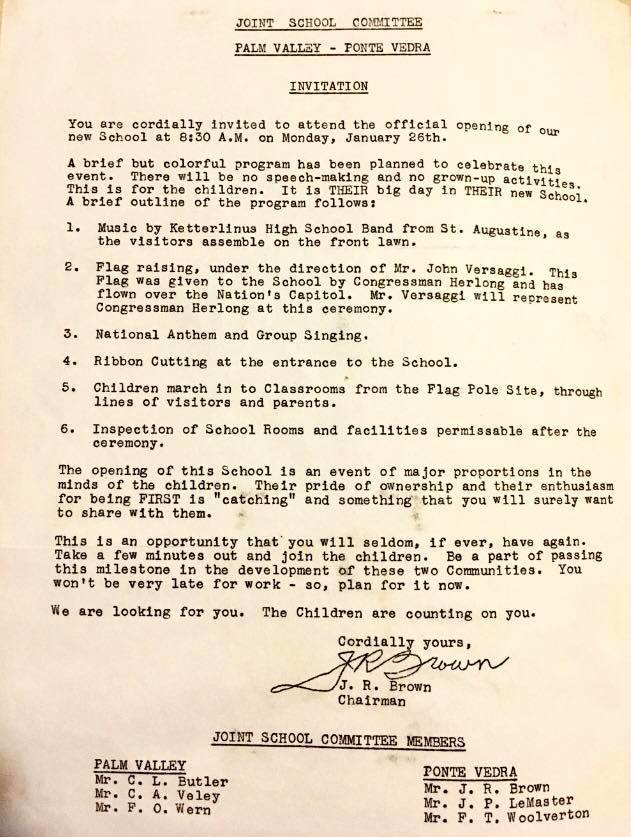 JOINT SCHOOL COMMITTEE
PALM VALLEY - PONTE VEDRA
INVITATION
You are cordially invited to attend the official opening of our
new School at 8:30 A.M. on Monday, January 26th.
A brief but colorful program has been planned to celebrate this
event. There will be no speech-making and no grown-up activities.
This is for the children. It is THEIR big day in THEIR new School.
A brief outline of the program follows:
1. Music by Ketterlinus High School Band from St. Augustine, as
the visitors assemble on the front lawn.
2. Flag raising, under the direction of Mr. John Versaggi. This
Flag was given to the School by Congressman Herlong and has
flown over the Nation's Capitol. Mr. Versaggi will represent
Congressman Herlong at this ceremony.
3. National Anthem and Group Singing.
4. Ribbon Cutting at the entrance to the School.
5. Children march in to Classrooms from the Flag Pole Site, through
lines of visitors and parents.
6. Inspection of School Rooms and facilities permissable after the
ceremony.
The opening of this School is an event of major proportions in the
minds of the children. Their pride of ownership and their enthusiasm
for being FIRST is "catching" and something that you will surely want
to share with them.
This is an opportunity that you will seldom, if ever, have again.
Take a few minutes out and join the children. Be a part of passing
this milestone in the development of these two Communities. You
won't be very late for work - so, plan for it now.
We are looking for you. The Children are counting on you.
Cordially yours,
JR Brown
J. R. Brown
Chairman
JOINT SCHOOL COMMITTEE MEMBERS
PALM VALLEY
Mr. C. L. Butler
Mr. C. A. Veley
Mr. F. O. Wern
PONTE VEDRA
Mr. J. R. Brown
Mr. J. P. LeMaster
Mr. F. T. Woolverton